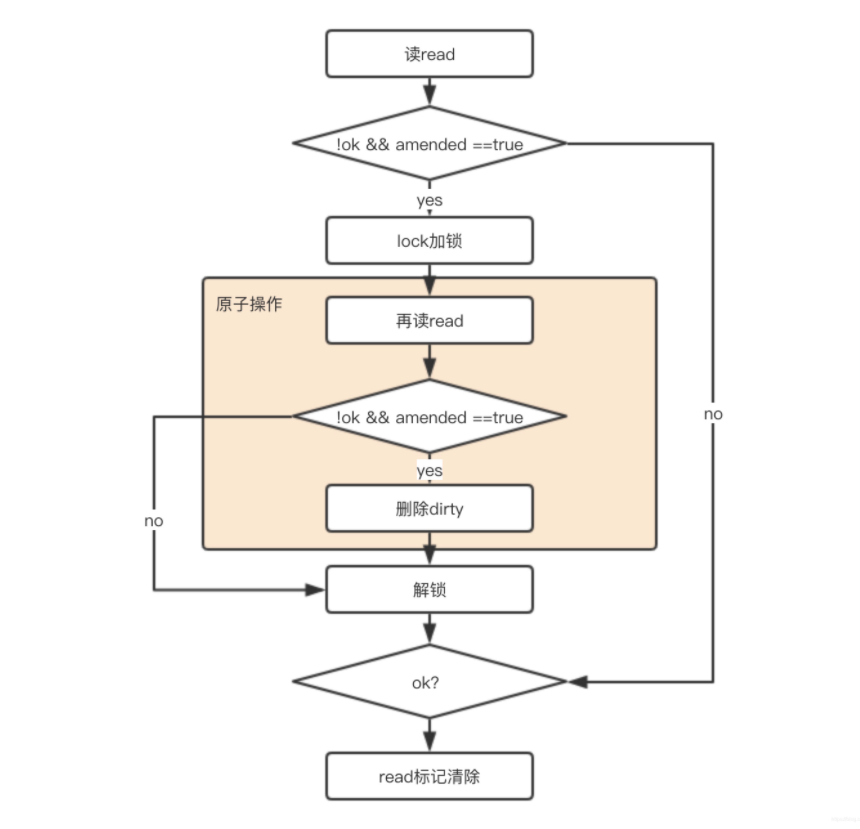 读read
!ok && amended ==true
yes
lock加锁
原子操作
再读read
!ok && amended ==true
no
yes
删除dirty
no
解锁
ok?
read标记清除